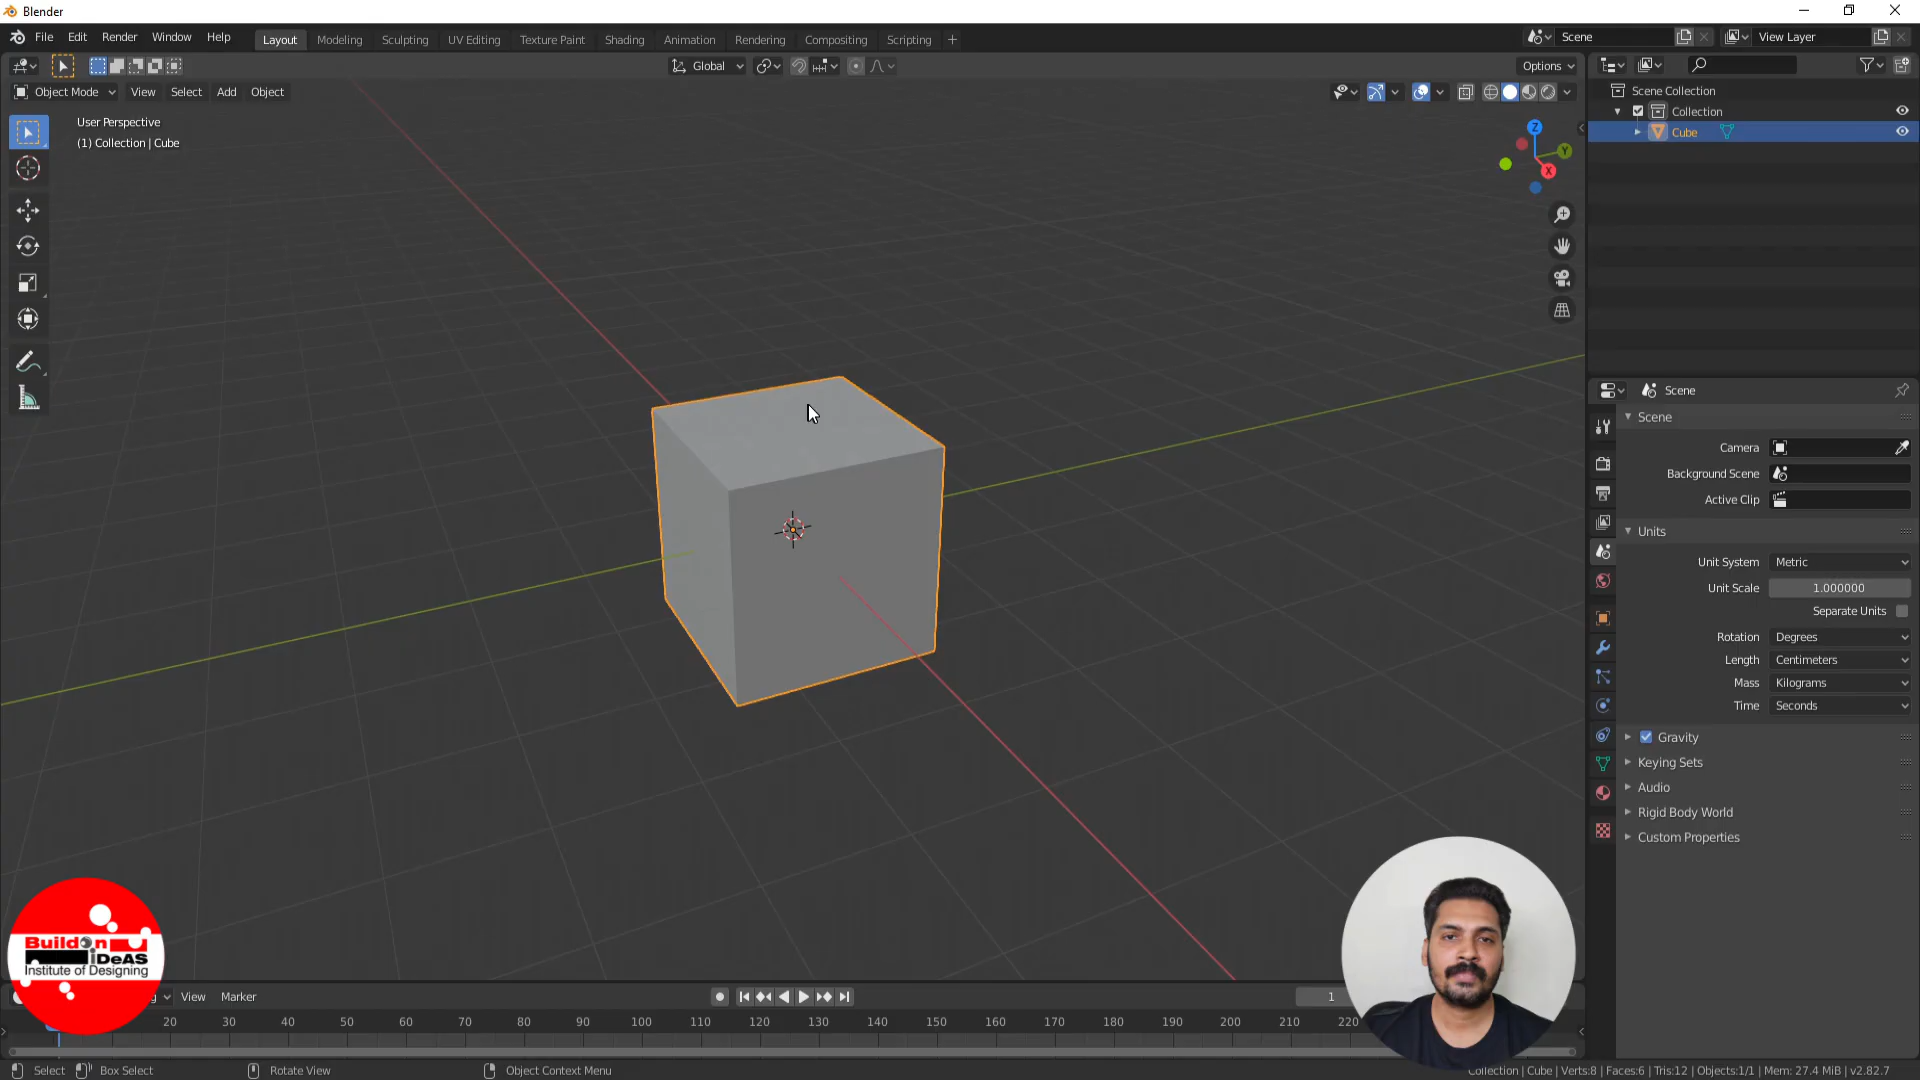 Blender
File Edit Render Window Help Layout Modeling Sculpting UV Editing Texture Paint Shading Animation Rendering Compositing Scripting + Scene View Layer
Global Options
Object Mode View Select Add Object
User Perspective
(1) Collection | Cube
Z
Y
X
Scene Collection
Collection
Cube
Scene
Scene
Camera
Background Scene
Active Clip
Units
Unit System Metric
Unit Scale 1.000000
Separate Units
Rotation Degrees
Length Centimeters
Mass Kilograms
Time Seconds
Gravity
Keying Sets
Audio
Rigid Body World
Custom Properties
Buildon
iDeAS
Institute of Designing
View Marker 1
20 30 40 50 60 70 80 90 100 110 120 130 140 150 160 170 180 190 200 210 220
Select Box Select Rotate View Object Context Menu Collection | Cube | Verts:8 | Faces:6 | Tris:12 | Objects:1/1 | Mem: 27.4 MiB | v2.82.7